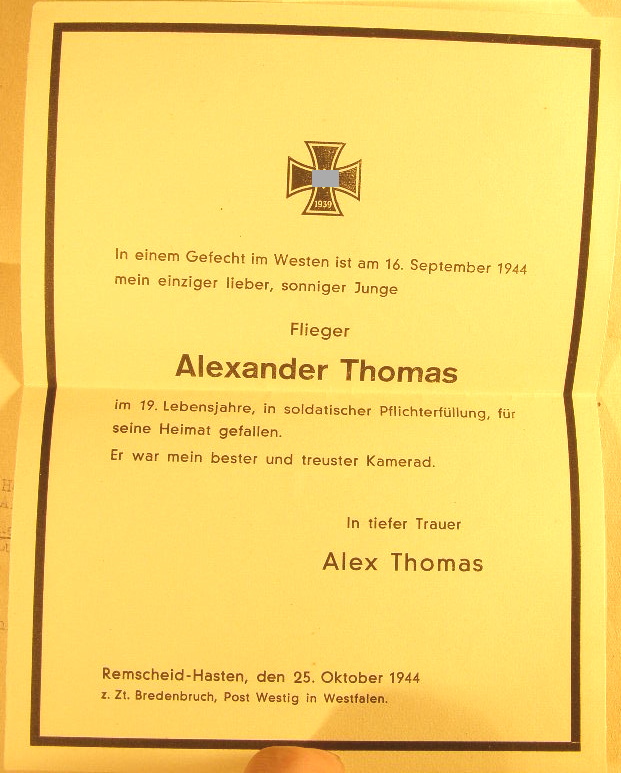 1939
In einem Gefecht im Westen ist am 16. September 1944
mein einziger lieber, sonniger Junge
Flieger
Alexander Thomas
im 19. Lebensjahre, in soldatischer Pflichterfüllung, für
seine Heimat gefallen.
Er war mein bester und treuster Kamerad.
In tiefer Trauer
Alex Thomas
Remscheid-Hasten, den 25. Oktober 1944
z. Zt. Bredenbruch, Post Westig in Westfalen.